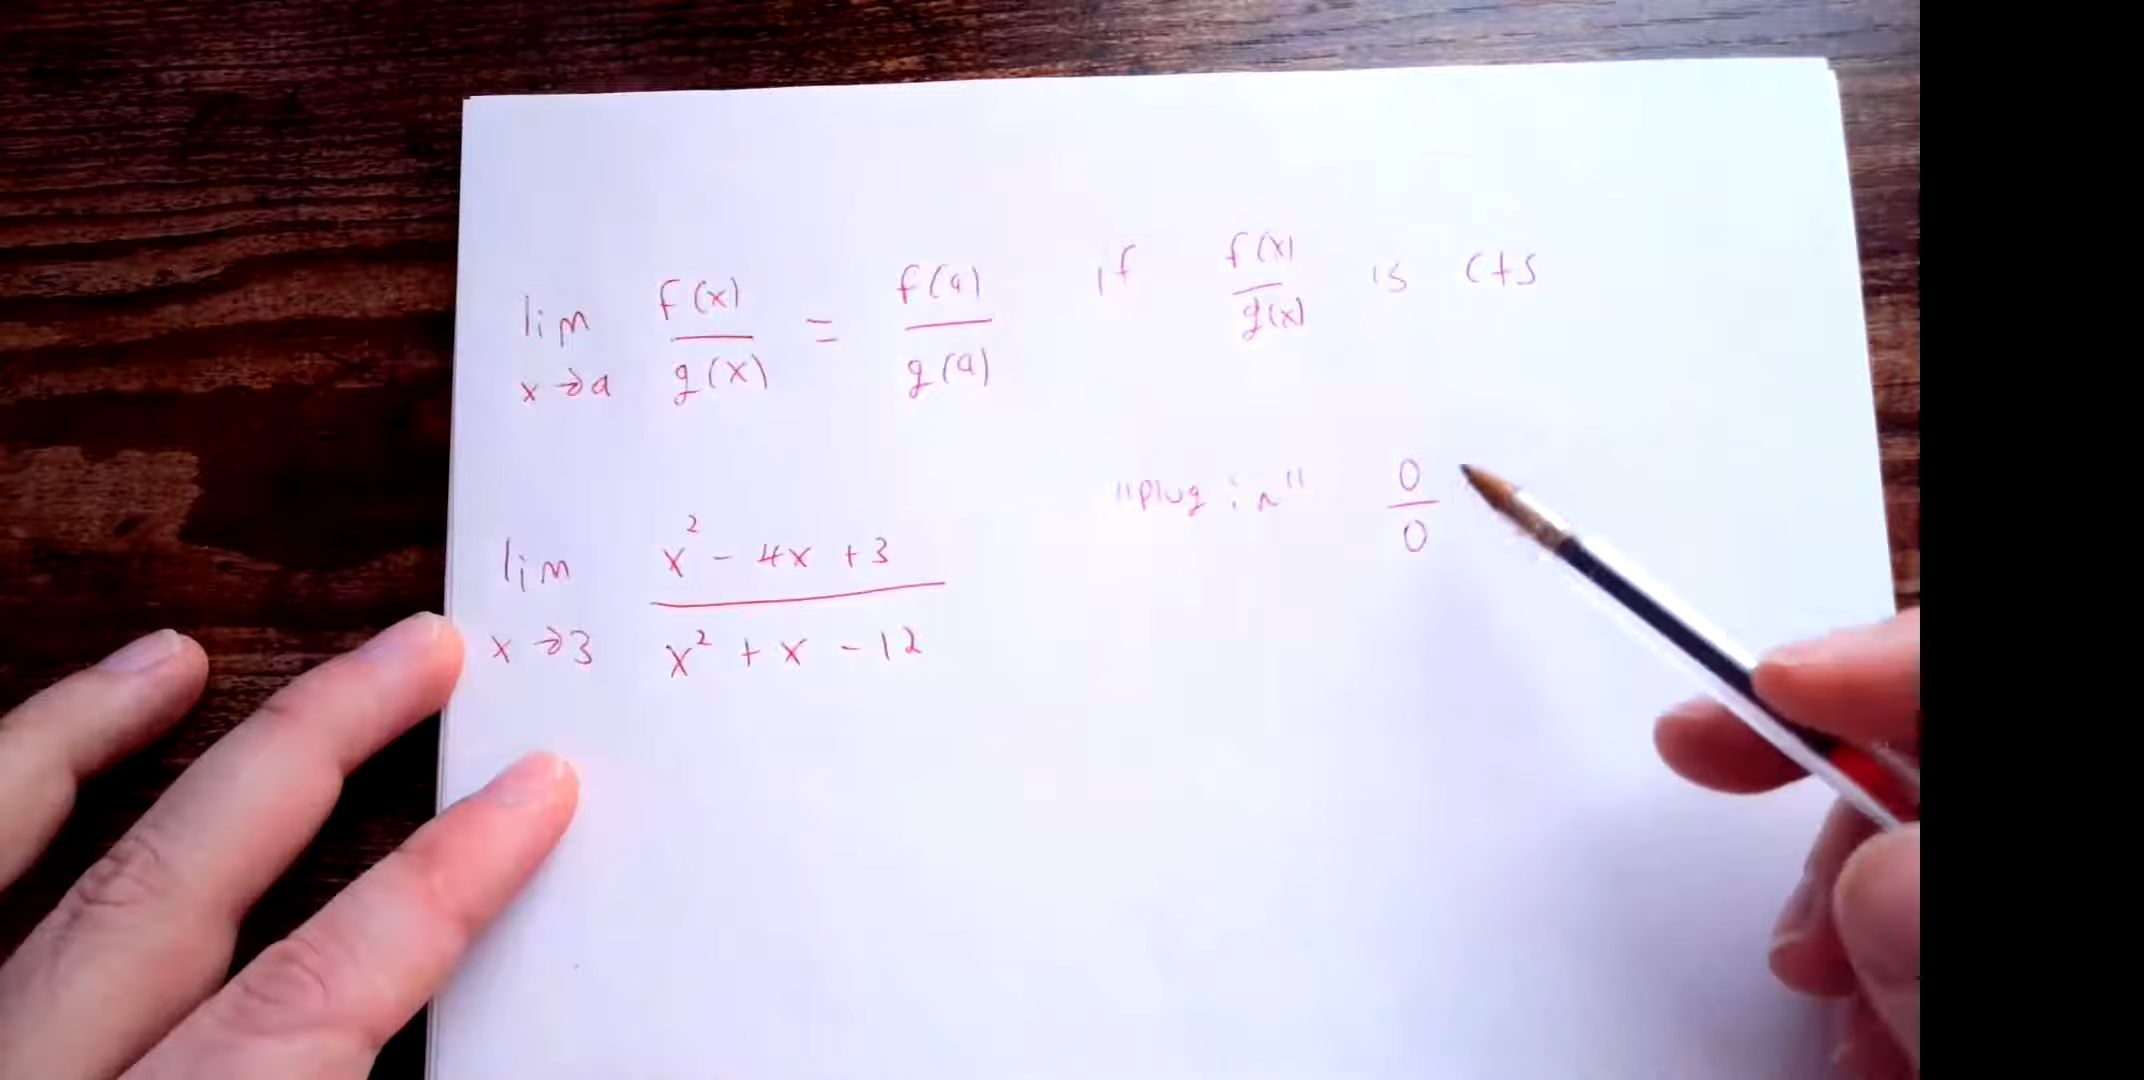 lim x→a f(x)/g(x) = f(a)/g(a) if f(x)/g(x) is cts
"Plug in" 0/0
lim x→3 x² - 4x + 3 / x² + x - 12